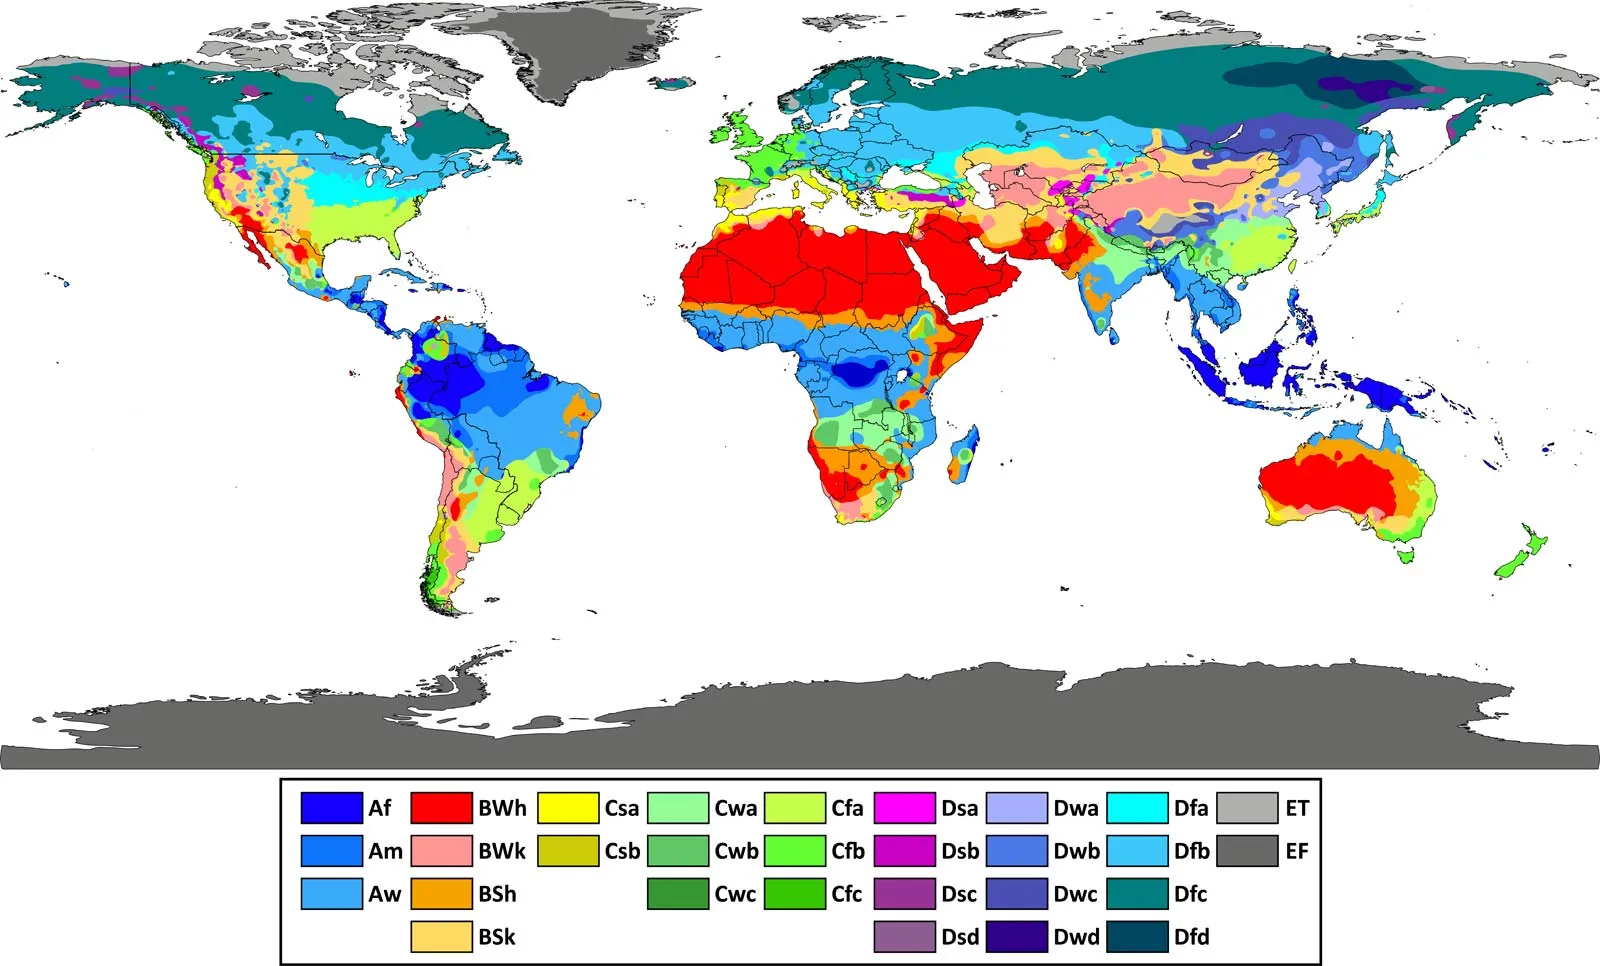 Af BWh Csa Cwa Cfa Dsa Dwa Dfa ET
Am BWk Csb Cwb Cfb Dsb Dwb Dfb EF
Aw BSh Cwc Cfc Dsc Dwc Dfc
BSk Dsd Dwd Dfd